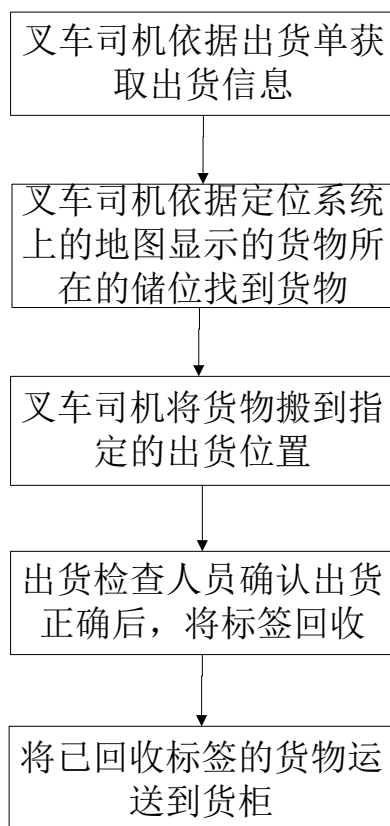 叉车司机依据出货单获
取出货信息
叉车司机依据定位系统
上的地图显示的货物所
在的储位找到货物
叉车司机将货物搬到指
定的出货位置
出货检查人员确认出货
正确后，将标签回收
将已回收标签的货物运
送到货柜